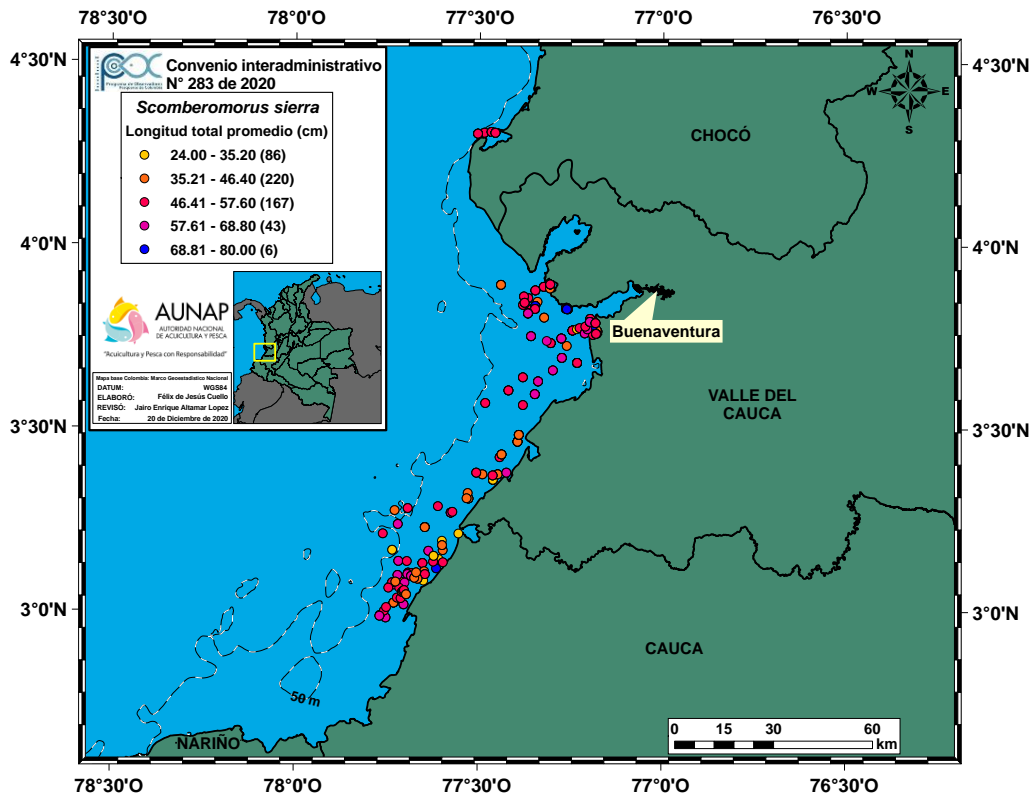 78°0'W
77°30'W
77°0'W
76°30'W
4°30'N
4°30'N
4°0'N
4°0'N
3°30'N
3°30'N
3°0'N
3°0'N
78°30'W
78°0'W
77°30'W
77°0'W
76°30'W
Convenio interadministrativo
N° 283 de 2020
Programa de Observadores
Pesqueros de Colombia
Scomberomorus sierra
Longitud total promedio (cm)
24.00 - 35.20 (86)
35.21 - 46.40 (220)
46.41 - 57.60 (167)
57.61 - 68.80 (43)
68.81 - 80.00 (6)
AUNAP
AUTORIDAD NACIONAL
DE ACUICULTURA Y PESCA
"Acuicultura y Pesca con Responsabilidad"
Mapa base Colombia: Marco Geoestadístico Nacional
DATUM: WGS84
ELABORÓ: Félix de Jesús Cuello
REVISÓ: Jairo Enrique Altamar Lopez
Fecha: 20 de Diciembre de 2020
N
W
E
S
CHOCÓ
Buenaventura
VALLE DEL
CAUCA
CAUCA
50 m
NARIÑO
0 15 30 60
km